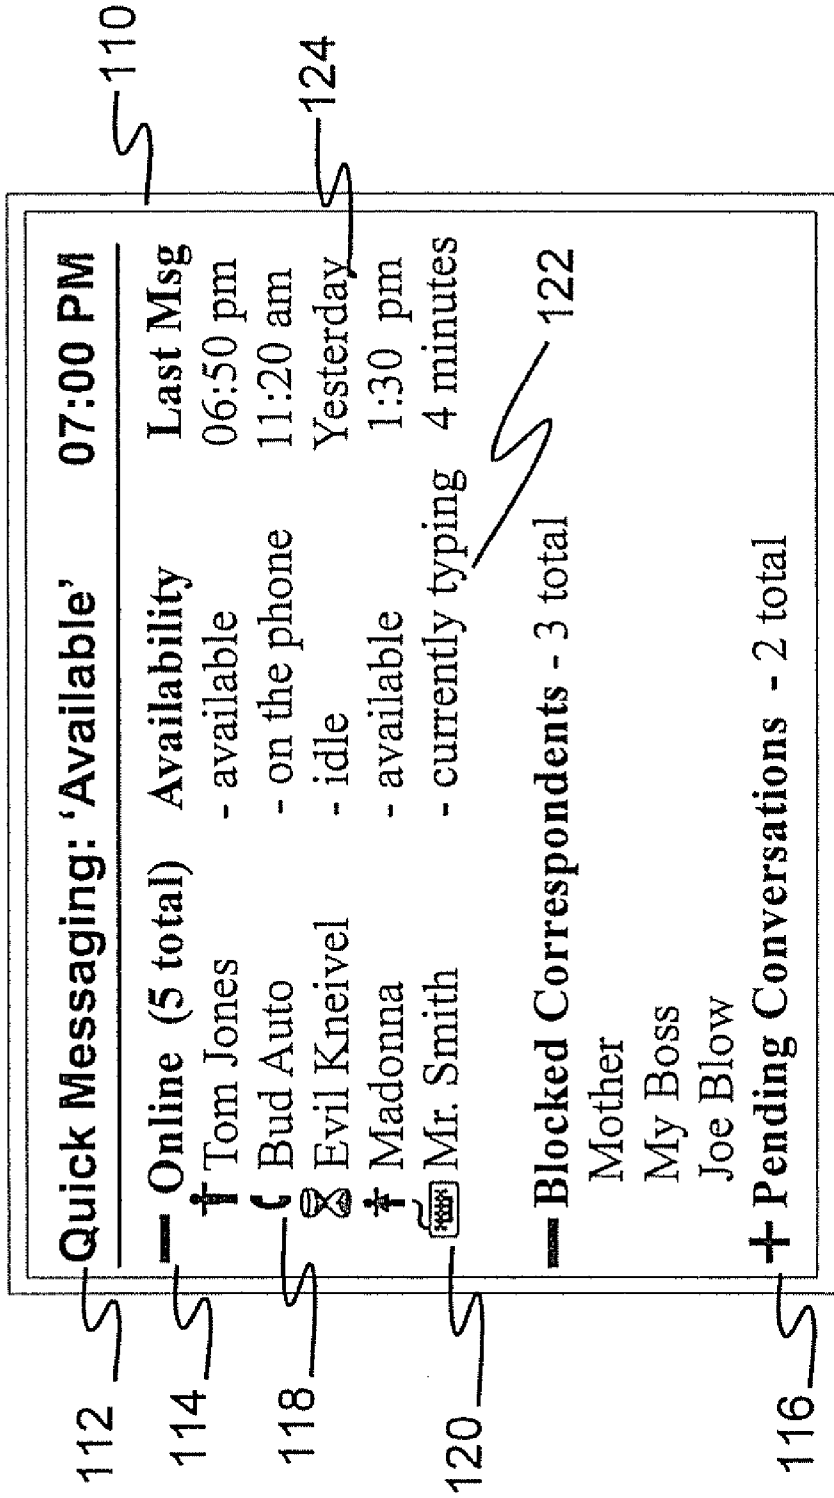 110
Quick Messaging: ‘Available’ 07:00 PM
112
114
Online (5 total) Availability Last Msg
Tom Jones - available 06:50 pm
118
Bud Auto - on the phone 11:20 am
124
Evil Kneivel - idle Yesterday
Madonna - available 1:30 pm
120
Mr. Smith - currently typing 4 minutes
122
Blocked Correspondents - 3 total
Mother
My Boss
Joe Blow
116
+ Pending Conversations - 2 total